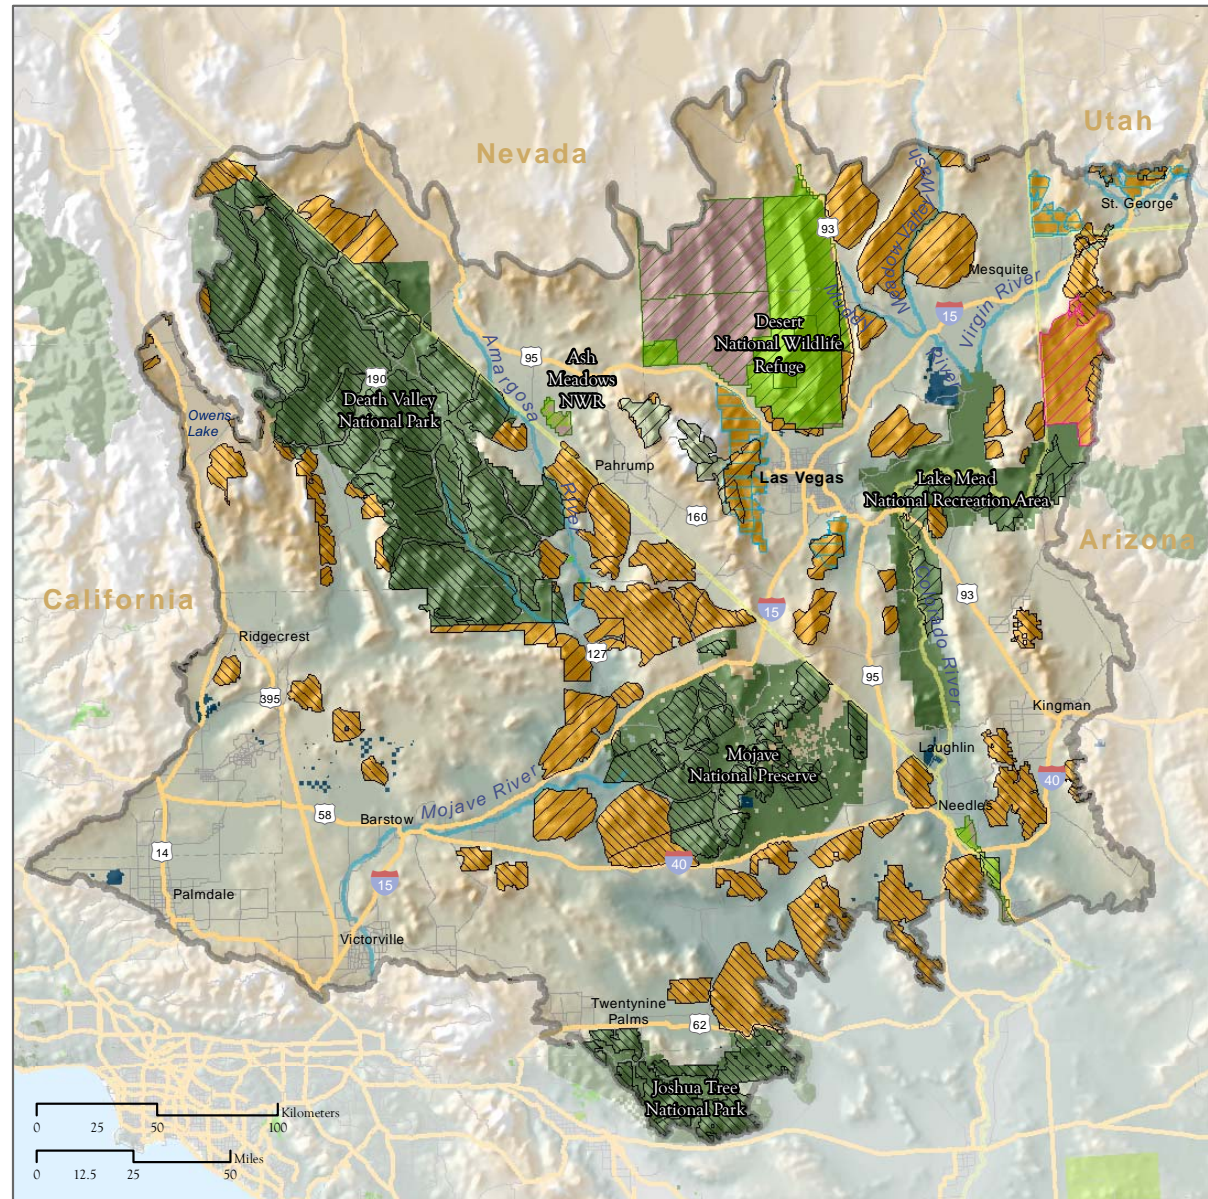 Utah
Nevada
St. George
93
Meadow Valley Wash
Mesquite
Virgin River
15
Muddy
River
Desert
National Wildlife
Refuge
Amargosa
River
95
Ash
Meadows
NWR
190
Death Valley
National Park
Owens
Lake
Pahrump
Las Vegas
160
Lake Mead
National Recreation Area
Arizona
California
93
15
Colorado River
Ridgecrest
127
95
395
Kingman
Laughlin
Mojave
National Preserve
40
Mojave River
Needles
58
Barstow
14
40
15
Palmdale
Victorville
Twentynine
Palms
62
Joshua Tree
National Park
Kilometers
0 25 50 100
Miles
0 12.5 25 50